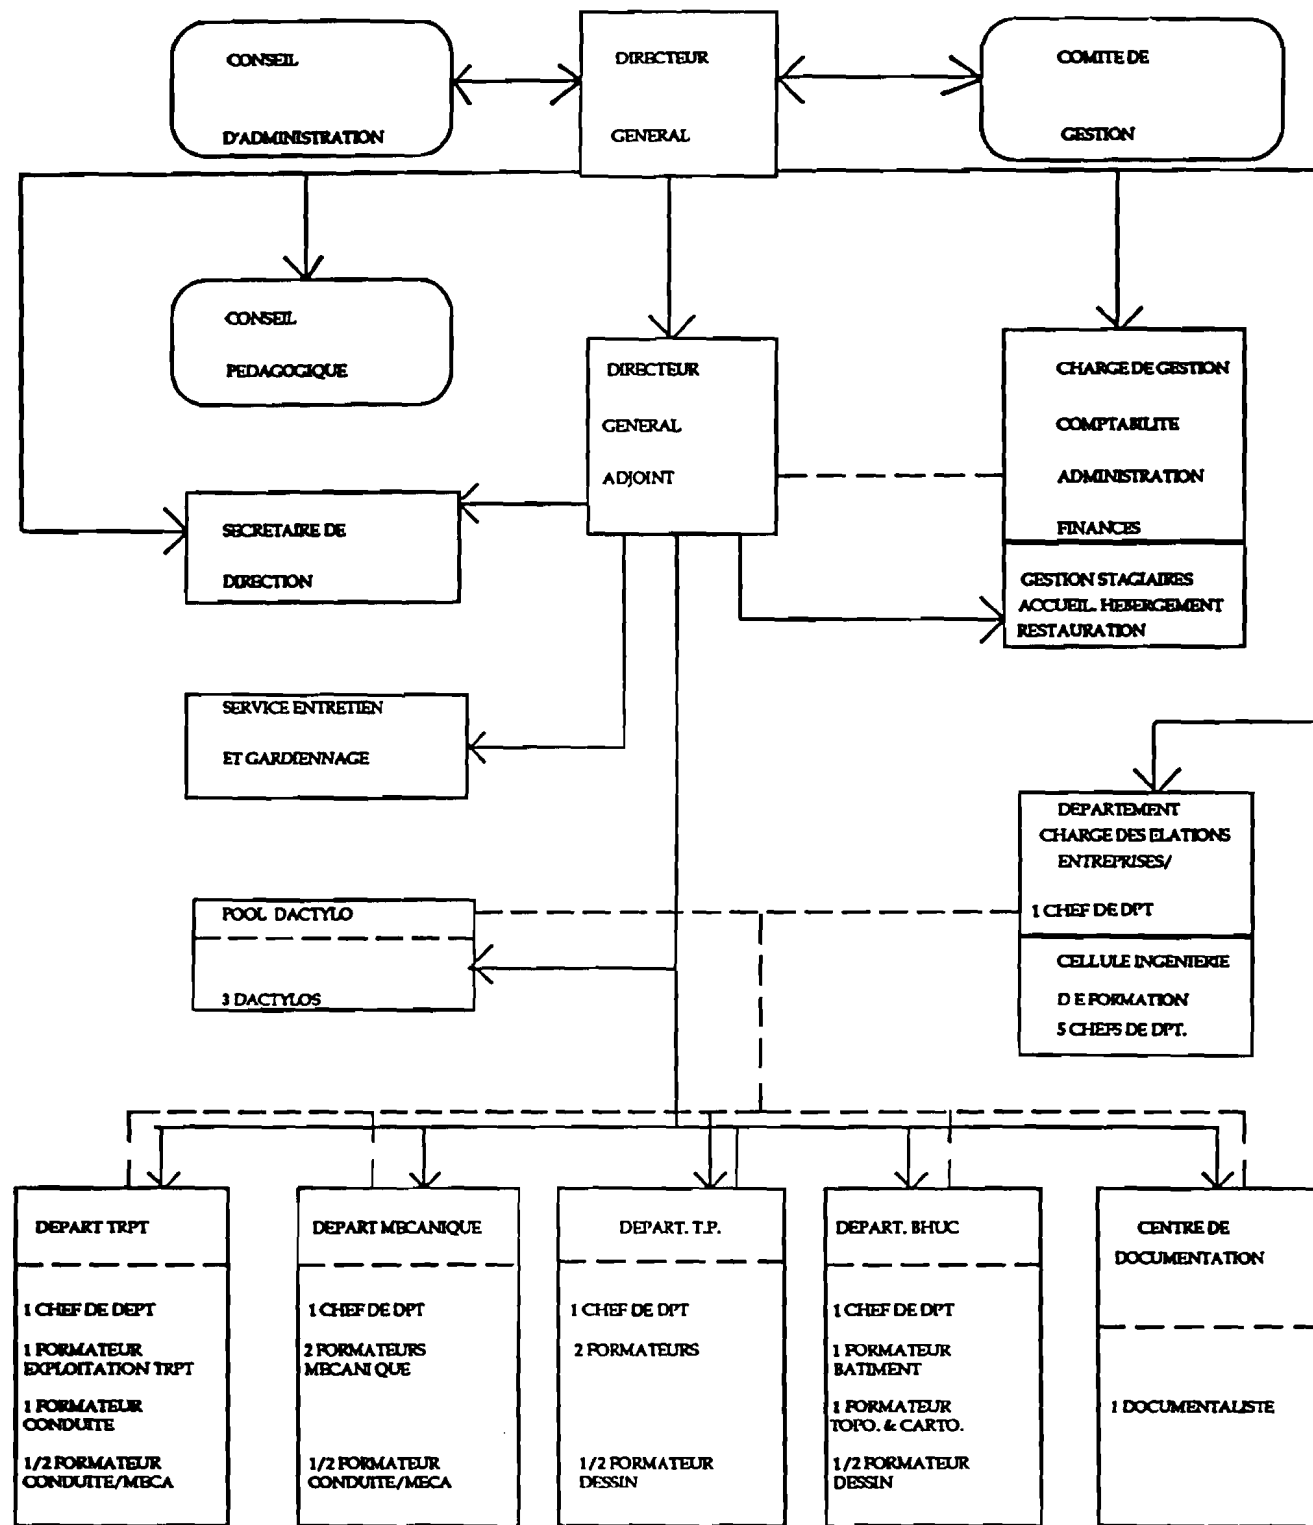 CONSEIL
D'ADMINISTRATION
DIRECTEUR
GENERAL
COMITE DE
GESTION
CONSEIL
PEDAGOGIQUE
DIRECTEUR
GENERAL
ADJOINT
CHARGE DE GESTION
COMPTABILITE
ADMINISTRATION
FINANCES
GESTION STAGIAIRES
ACCUEIL. HEBERGEMENT
RESTAURATION
SECRETAIRE DE
DIRECTION
SERVICE ENTRETIEN
ET GARDIENNAGE
DEPARTEMENT
CHARGE DES ELATIONS
ENTREPRISES/
1 CHEF DE DPT
CELLULE INGENIERIE
D E FORMATION
5 CHEFS DE DPT.
POOL DACTYLO
3 DACTYLOS
DEPART TRPT
1 CHEF DE DEPT
1 FORMATEUR
EXPLOITATION TRPT
1 FORMATEUR
CONDUITE
1/2 FORMATEUR
CONDUITE/MECA
DEPART MECANIQUE
1 CHEF DE DPT
2 FORMATEURS
MECANI QUE
1/2 FORMATEUR
CONDUITE/MECA
DEPART. T.P.
1 CHEF DE DPT
2 FORMATEURS
1/2 FORMATEUR
DESSIN
DEPART. BHUC
1 CHEF DE DPT
1 FORMATEUR
BATIMENT
1 FORMATEUR
TOPO. & CARTO.
1/2 FORMATEUR
DESSIN
CENTRE DE
DOCUMENTATION
1 DOCUMENTALISTE